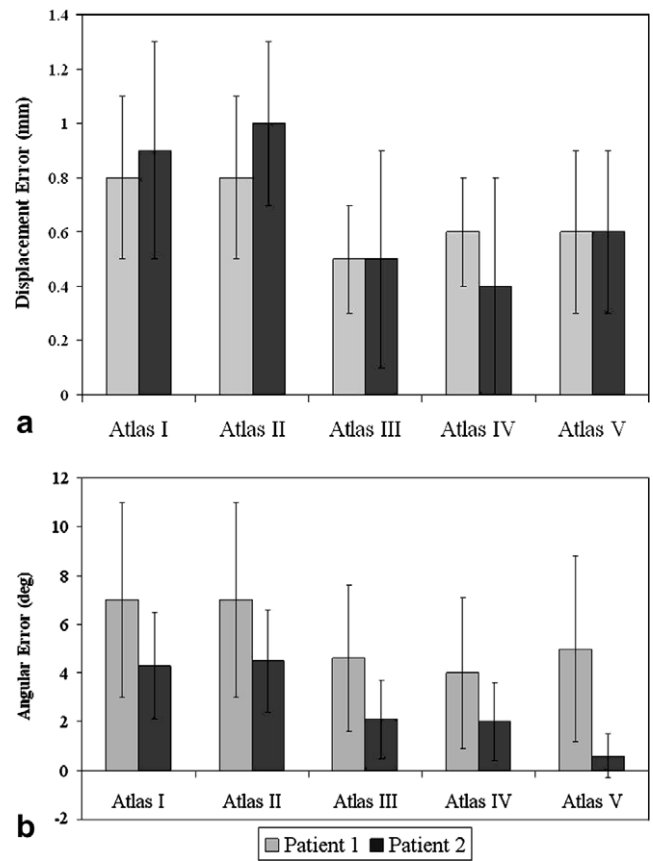 1.4
1.2
1
0.8
0.6
0.4
0.2
0
Displacement Error (mm)
Atlas I Atlas II Atlas III Atlas IV Atlas V
a
12
10
8
6
4
2
0
-2
Angular Error (deg)
Atlas I Atlas II Atlas III Atlas IV Atlas V
b
Patient 1 Patient 2